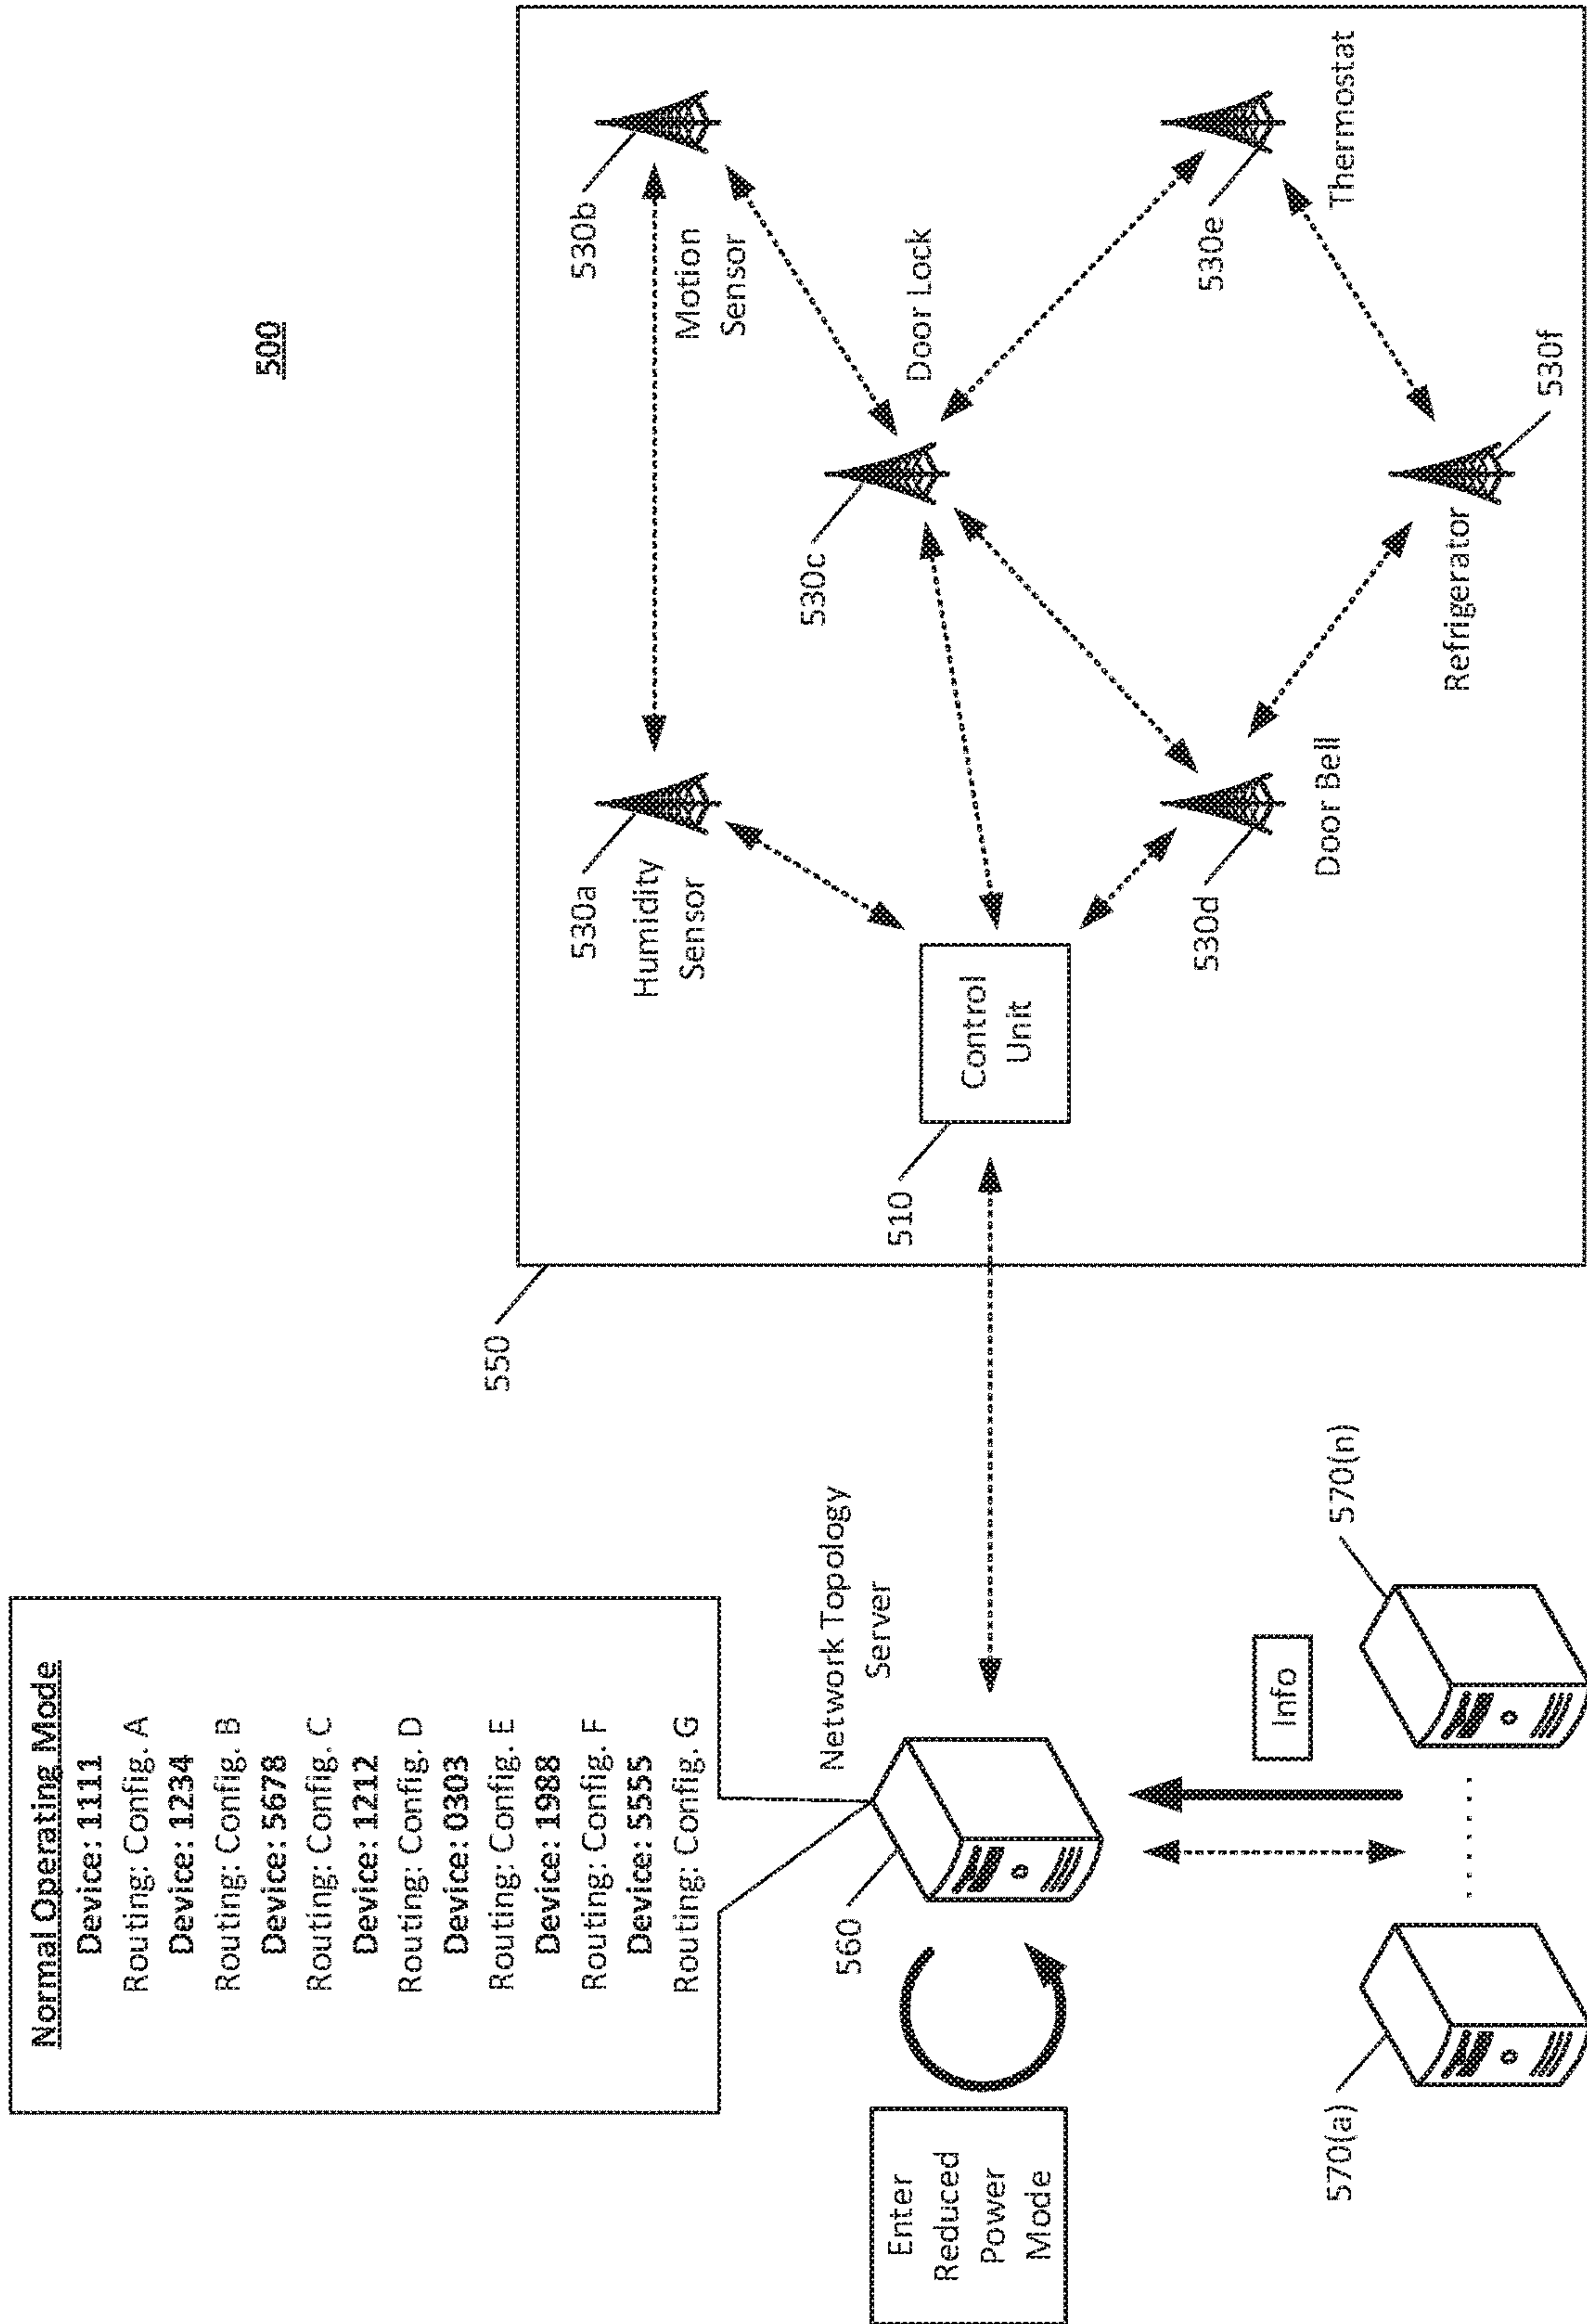 500
Normal Operating Mode
Device: 1111
Routing: Config. A
Device: 1234
Routing: Config. B
Device: 5678
Routing: Config. C
Device: 1212
Routing: Config. D
Device: 0303
Routing: Config. E
Device: 1988
Routing: Config. F
Device: 5555
Routing: Config. G
Enter
Reduced
Power
Mode
560
Network Topology
Server
Info
570(a)
......
570(n)
550
510
Control
Unit
530a
Humidity
Sensor
530b
Motion
Sensor
530c
Door Lock
530d
Door Bell
530e
Thermostat
Refrigerator
530f